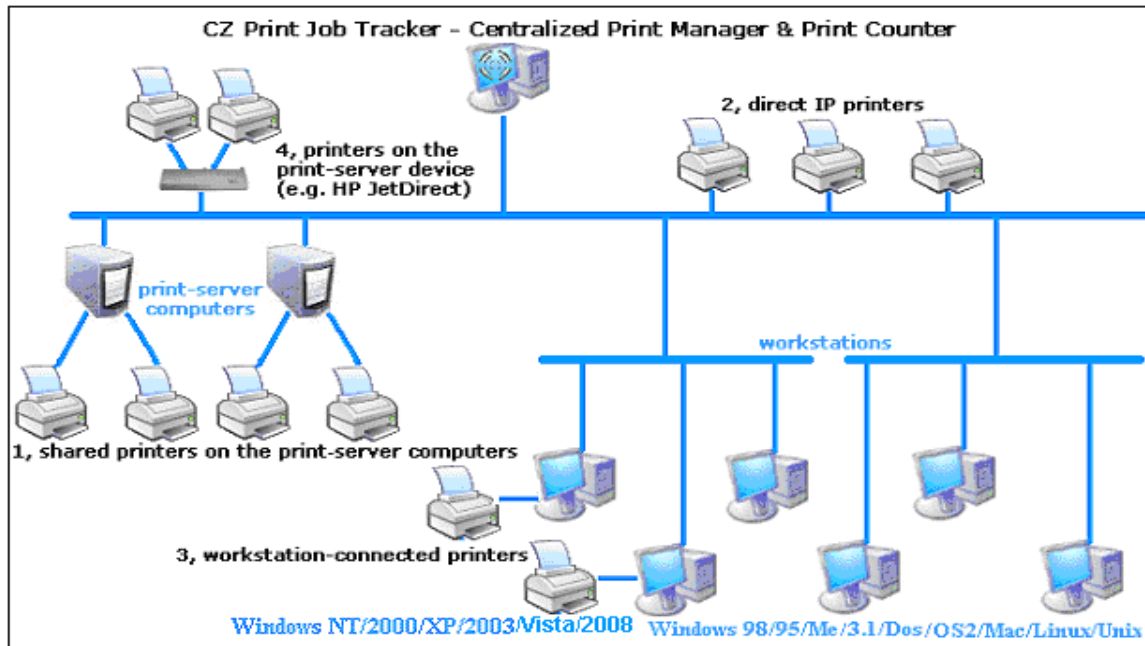 CZ Print Job Tracker - Centralized Print Manager & Print Counter
2, direct IP printers
4, printers on the
print-server device
(e.g. HP JetDirect)
print-server
computers
workstations
1, shared printers on the print-server computers
3, workstation-connected printers
Windows NT/2000/XP/2003/Vista/2008
Windows 98/95/Me/3.1/Dos/OS2/Mac/Linux/Unix